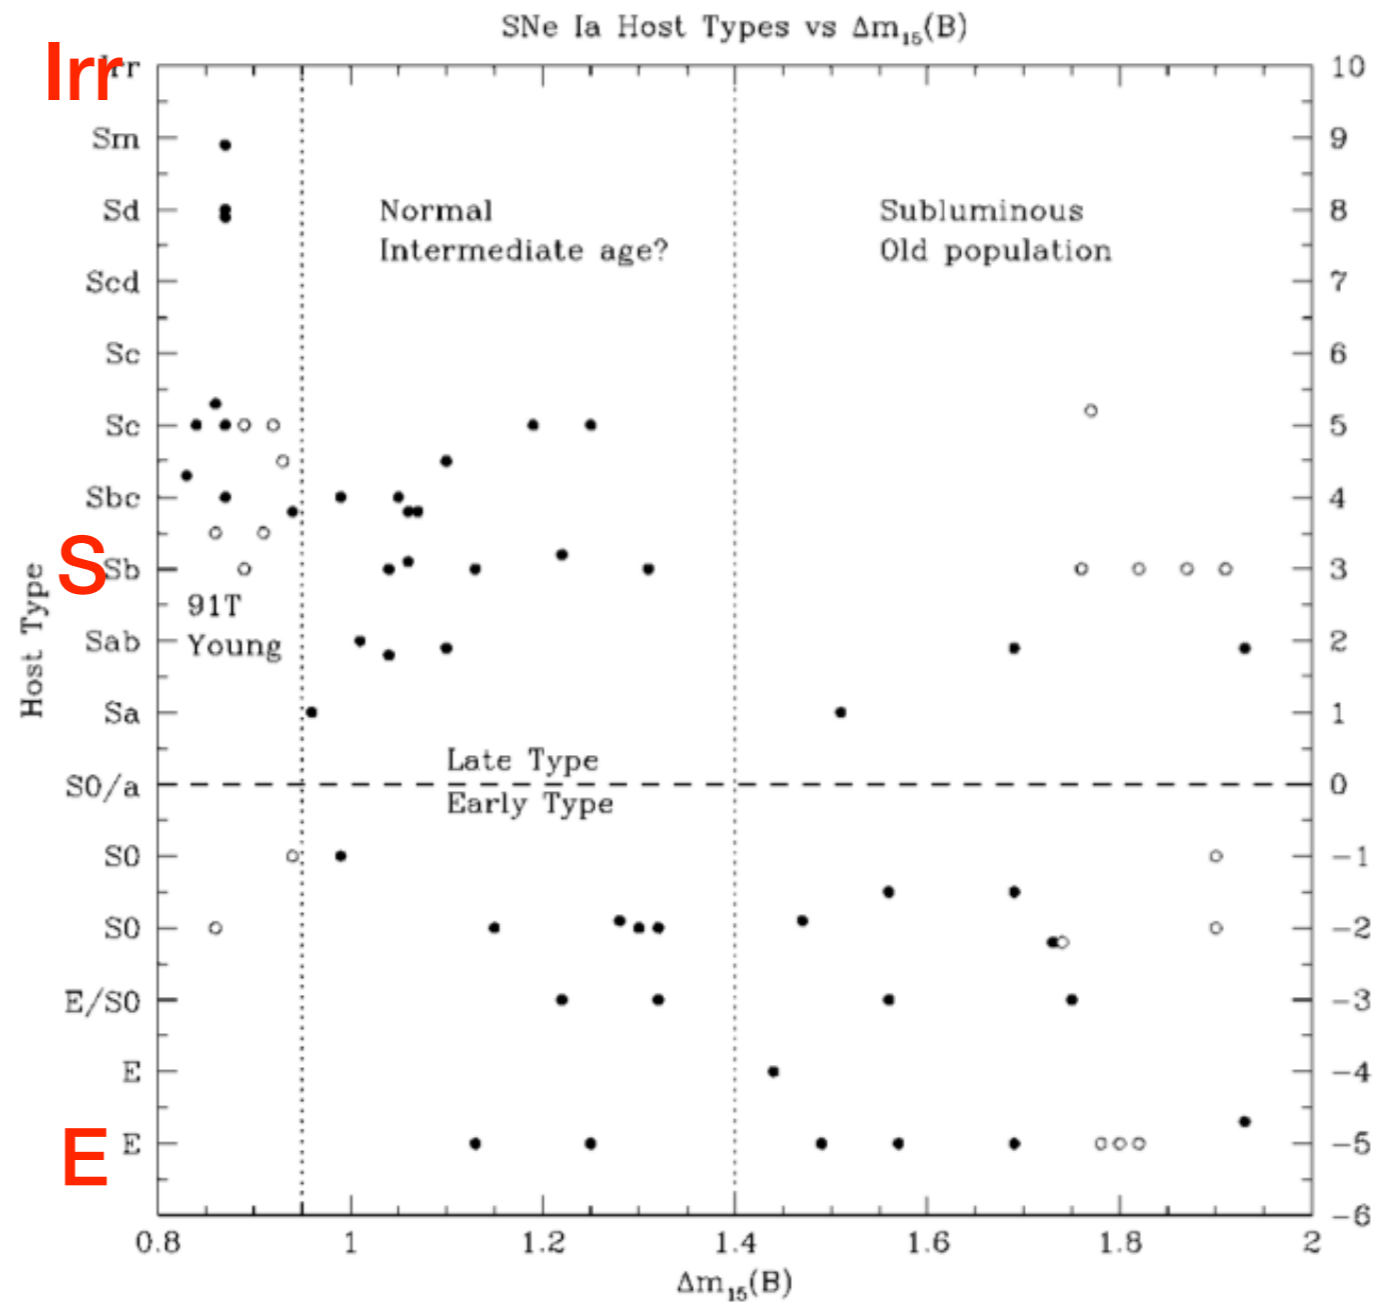 SNe Ia Host Types vs Δm₁₅(B)
Irr
Irr
10
Sm
9
Sd
Normal
Subluminous
8
Intermediate age?
Old population
Scd
7
Sc
6
Sc
5
Sbc
4
S
Sb
3
91T
Sab
Young
2
Host Type
Sa
1
Late Type
S0/a
0
Early Type
S0
-1
S0
-2
E/S0
-3
E
-4
E
E
-5
-6
0.8 1 1.2 1.4 1.6 1.8 2
Δm₁₅(B)